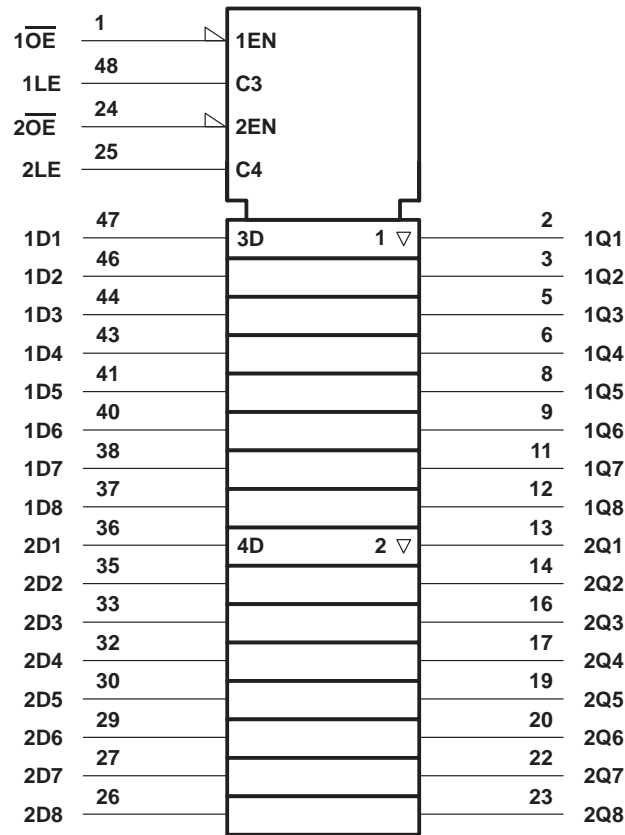 1O̅E̅ 1 1EN
1LE 48 C3
2O̅E̅ 24 2EN
2LE 25 C4
1D1 47 3D 1 ▽ 2 1Q1
1D2 46 3 1Q2
1D3 44 5 1Q3
1D4 43 6 1Q4
1D5 41 8 1Q5
1D6 40 9 1Q6
1D7 38 11 1Q7
1D8 37 12 1Q8
2D1 36 4D 2 ▽ 13 2Q1
2D2 35 14 2Q2
2D3 33 16 2Q3
2D4 32 17 2Q4
2D5 30 19 2Q5
2D6 29 20 2Q6
2D7 27 22 2Q7
2D8 26 23 2Q8